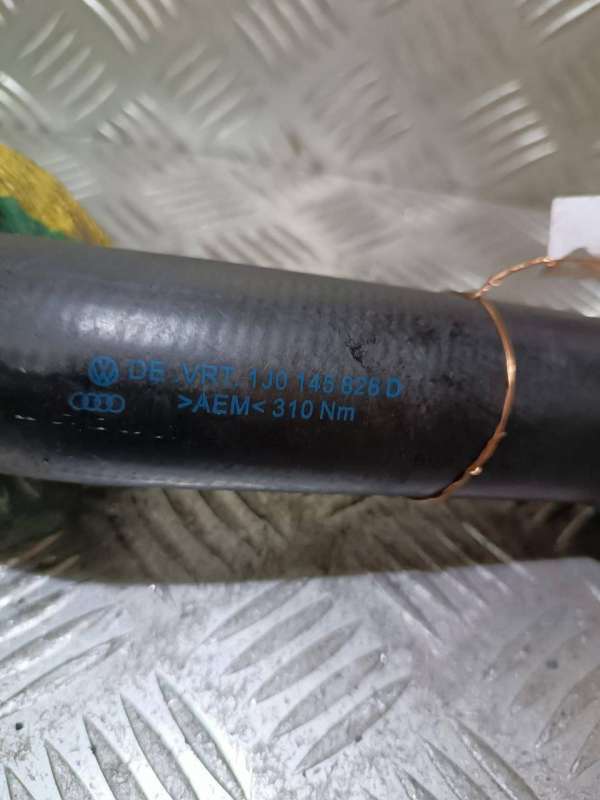 DE .VRT. 1J0 145 828 D
>AEM< 310 Nm